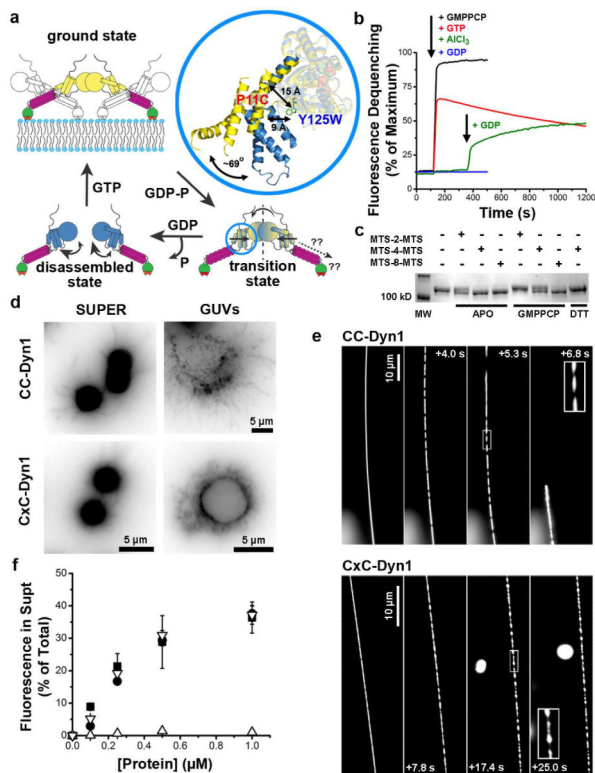 a
ground state
15 Å
P11C
Y125W
9 Å
~69°
GTP
GDP-P
GDP
P
disassembled
state
transition
state
??
??
b
+ GMPPCP
+ GTP
+ AlCl3
+ GDP
Fluorescence Dequenching
(% of Maximum)
100
80
60
40
20
0
+ GDP
0 200 400 600 800 1000 1200
Time (s)
c
MTS-2-MTS - + - - + - - -
MTS-4-MTS - - + - - + - +
MTS-8-MTS - - - + - - + -
100 kD
MW APO GMPPCP DTT
d
SUPER GUVs
CC-Dyn1
5 µm
CxC-Dyn1
5 µm 5 µm
e
CC-Dyn1
10 µm
+4.0 s +5.3 s +6.8 s
CxC-Dyn1
10 µm
+7.8 s +17.4 s +25.0 s
f
Fluorescence in Supt
(% of Total)
50
40
30
20
10
0
0.0 0.2 0.4 0.6 0.8 1.0
[Protein] (µM)